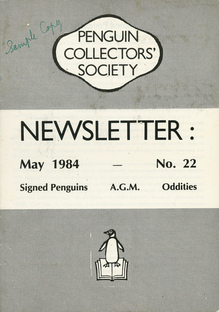 Sample Copy
PENGUIN
COLLECTORS'
SOCIETY
NEWSLETTER :
May 1984 — No. 22
Signed Penguins A.G.M. Oddities